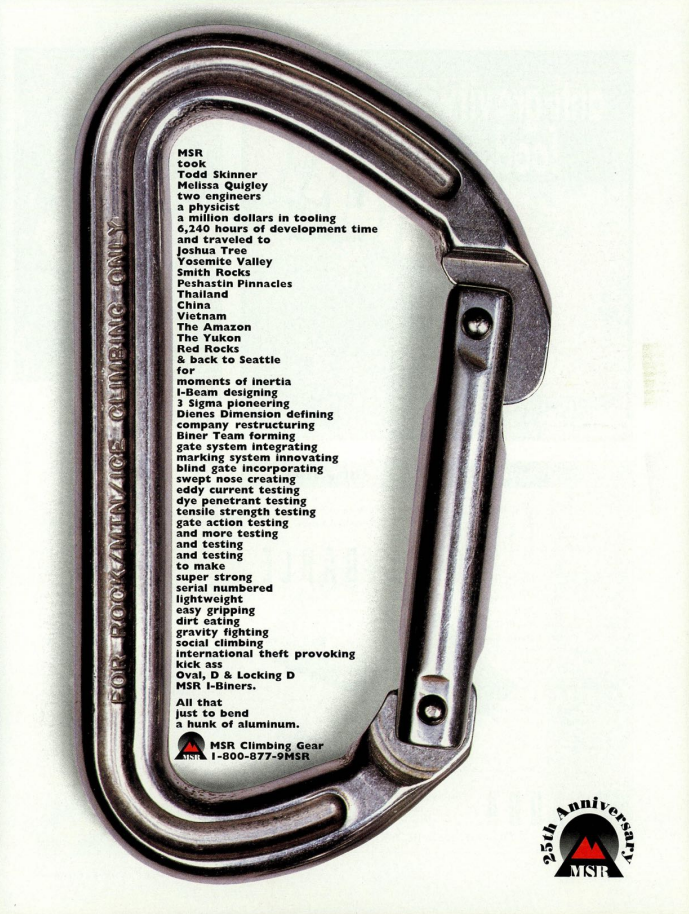 FOR ROCK/MTN/ICE CLIMBING ONLY
MSR
took
Todd Skinner
Melissa Quigley
two engineers
a physicist
a million dollars in tooling
6,240 hours of development time
and traveled to
Joshua Tree
Yosemite Valley
Smith Rocks
Peshastin Pinnacles
Thailand
China
Vietnam
The Amazon
The Yukon
Red Rocks
& back to Seattle
for
moments of inertia
I-Beam designing
3 Sigma pioneering
Dienes Dimension defining
company restructuring
Biner Team forming
gate system integrating
marking system innovating
blind gate incorporating
swept nose creating
eddy current testing
dye penetrant testing
tensile strength testing
gate action testing
and more testing
and testing
and testing
to make
super strong
serial numbered
lightweight
easy gripping
dirt eating
gravity fighting
social climbing
international theft provoking
kick ass
Oval, D & Locking D
MSR I-Biners.
All that
just to bend
a hunk of aluminum.
MSR
MSR Climbing Gear
1-800-877-9MSR
25th Anniversary
MSR